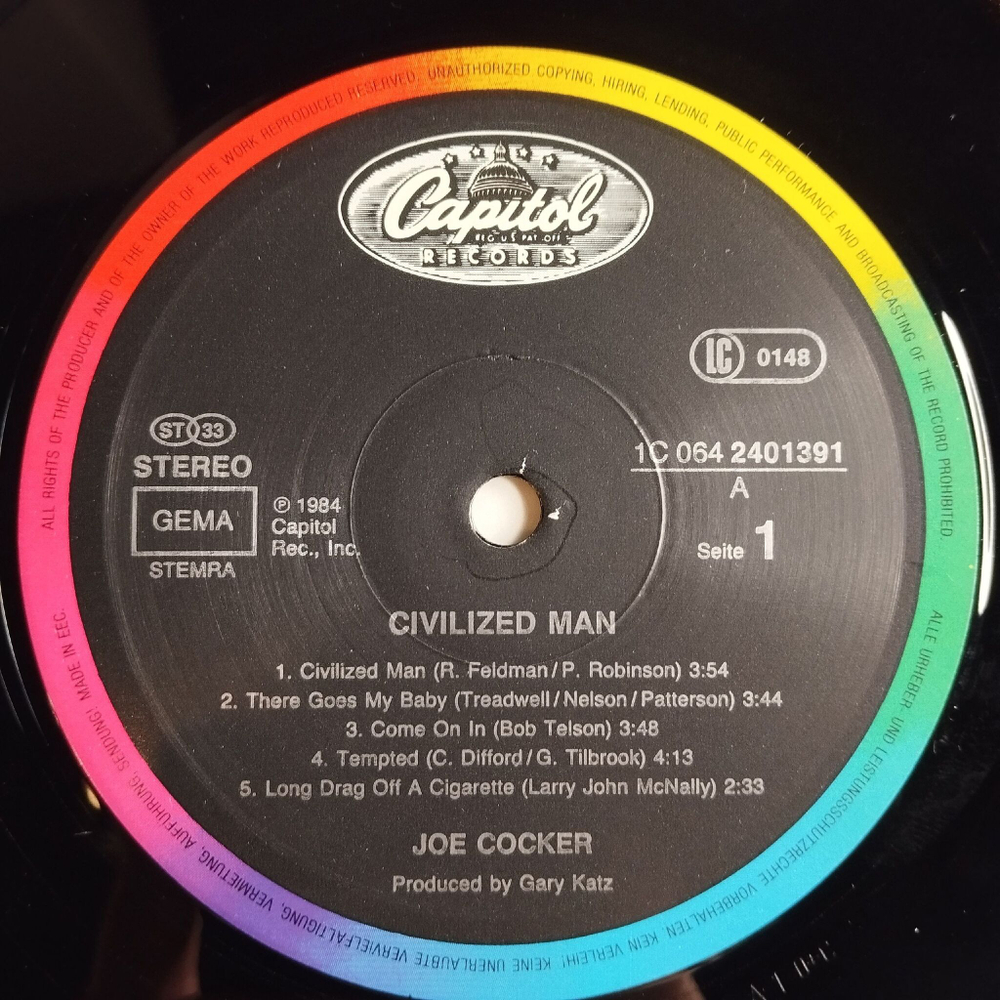 ALL RIGHTS OF THE PRODUCER AND OF THE OWNER OF THE WORK REPRODUCED RESERVED. UNAUTHORIZED COPYING, HIRING, LENDING, PUBLIC PERFORMANCE AND BROADCASTING OF THE RECORD PROHIBITED.
Capitol
REG U S PAT OFF
RECORDS
LC 0148
ST 33
STEREO
GEMA
STEMRA
℗ 1984
Capitol
Rec., Inc.
1C 064 2401391
A
Seite 1
CIVILIZED MAN
1. Civilized Man (R. Feldman/P. Robinson) 3:54
2. There Goes My Baby (Treadwell/Nelson/Patterson) 3:44
3. Come On In (Bob Telson) 3:48
4. Tempted (C. Difford/G. Tilbrook) 4:13
5. Long Drag Off A Cigarette (Larry John McNally) 2:33
JOE COCKER
Produced by Gary Katz
ALLE URHEBER- UND LEISTUNGSSCHUTZRECHTE VORBEHALTEN. KEIN VERLEIH! KEINE UNERLAUBTE VERVIELFÄLTIGUNG, VERMIETUNG, AUFFÜHRUNG, SENDUNG! MADE IN EEC.